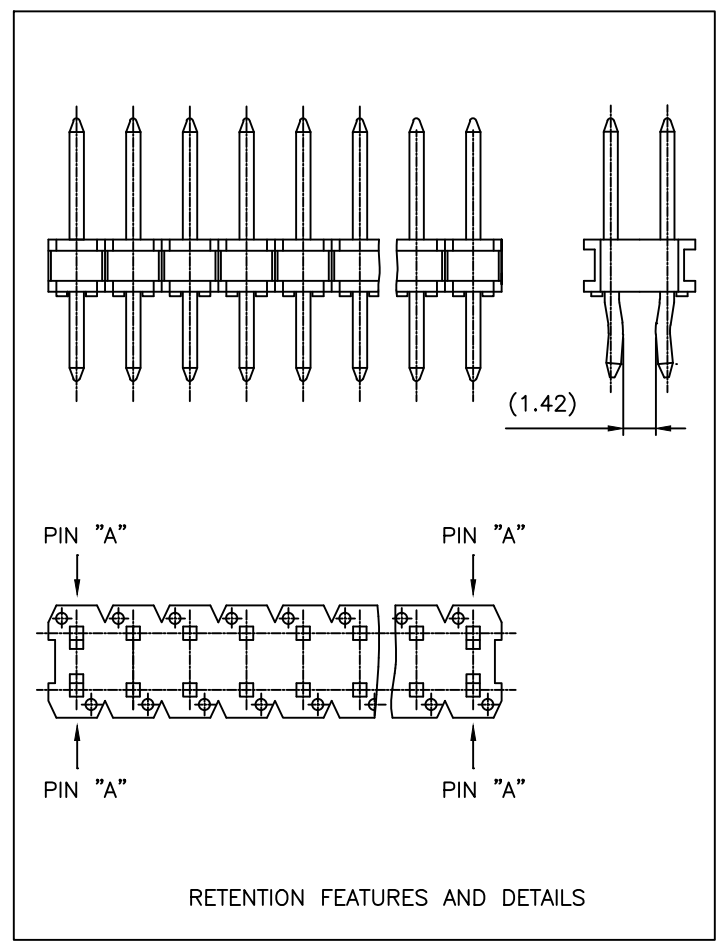 (1.42)
PIN "A" PIN "A"
PIN "A" PIN "A"
RETENTION FEATURES AND DETAILS